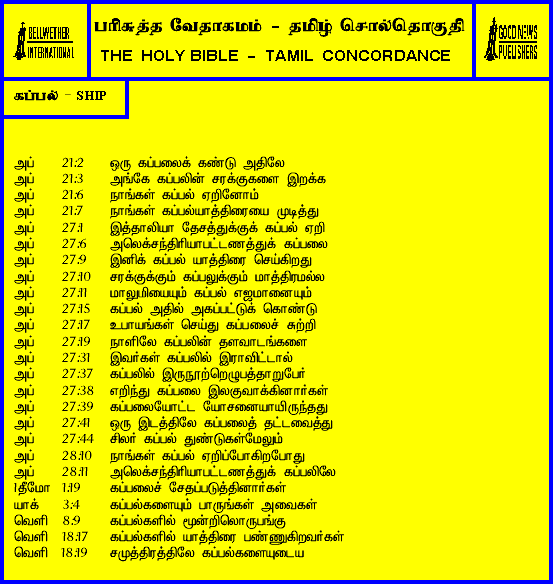 BELLWETHER INTERNATIONAL
பரிசுத்த வேதாகமம் - தமிழ் சொல்தொகுதி
THE HOLY BIBLE - TAMIL CONCORDANCE
GOOD NEWS PUBLISHERS
கப்பல் - SHIP
அப் 21:2 ஒரு கப்பலைக் கண்டு அதிலே
அப் 21:3 அங்கே கப்பலின் சரக்குகளை இறக்க
அப் 21:6 நாங்கள் கப்பல் ஏறினோம்
அப் 21:7 நாங்கள் கப்பல்யாத்திரையை முடித்து
அப் 27:1 இத்தாலியா தேசத்துக்குக் கப்பல் ஏறி
அப் 27:6 அலெக்சந்திரியாபட்டணத்துக் கப்பலை
அப் 27:9 இனிக் கப்பல் யாத்திரை செய்கிறது
அப் 27:10 சரக்குக்கும் கப்பலுக்கும் மாத்திரமல்ல
அப் 27:11 மாலுமியையும் கப்பல் எஜமானையும்
அப் 27:15 கப்பல் அதில் அகப்பட்டுக் கொண்டு
அப் 27:17 உபாயங்கள் செய்து கப்பலைச் சுற்றி
அப் 27:19 நாளிலே கப்பலின் தளவாடங்களை
அப் 27:31 இவர்கள் கப்பலில் இராவிட்டால்
அப் 27:37 கப்பலில் இருநூற்றெழுபத்தாறுபேர்
அப் 27:38 எறிந்து கப்பலை இலகுவாக்கினார்கள்
அப் 27:39 கப்பலையோட்ட யோசனையாயிருந்தது
அப் 27:41 ஒரு இடத்திலே கப்பலைத் தட்டவைத்து
அப் 27:44 சிலர் கப்பல் துண்டுகள்மேலும்
அப் 28:10 நாங்கள் கப்பல் ஏறிப்போகிறபோது
அப் 28:11 அலெக்சந்திரியாபட்டணத்துக் கப்பலிலே
1தீமோ 1:19 கப்பலைச் சேதப்படுத்தினார்கள்
யாக் 3:4 கப்பல்களையும் பாருங்கள் அவைகள்
வெளி 8:9 கப்பல்களில் மூன்றிலொருபங்கு
வெளி 18:17 கப்பல்களில் யாத்திரை பண்ணுகிறவர்கள்
வெளி 18:19 சமுத்திரத்திலே கப்பல்களையுடைய